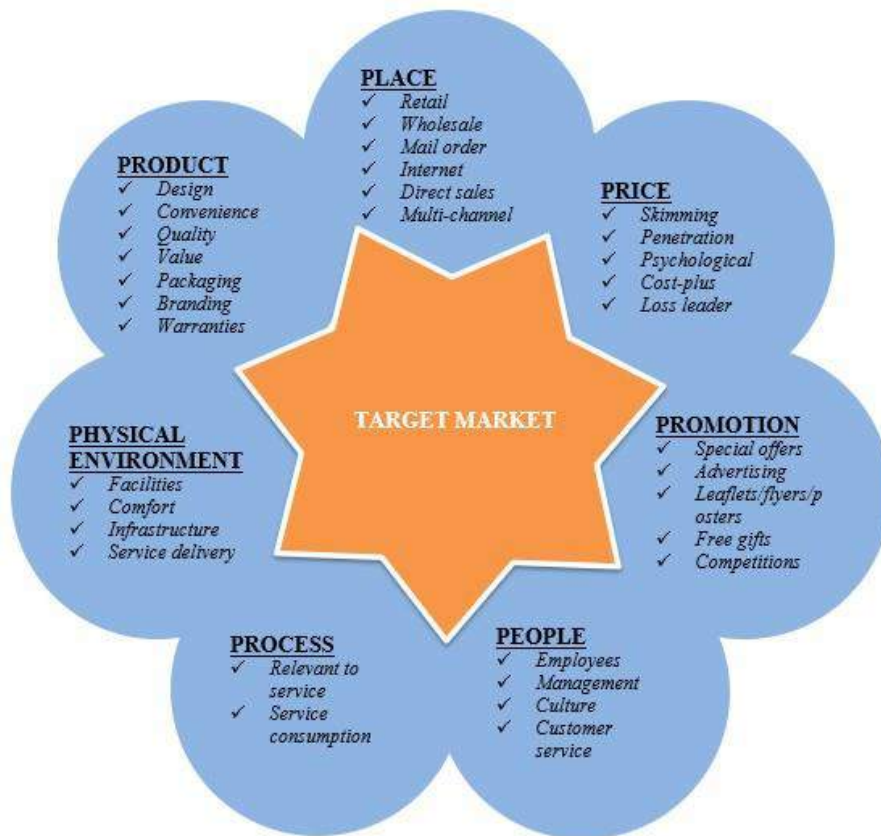 PLACE
✓ Retail
✓ Wholesale
✓ Mail order
✓ Internet
✓ Direct sales
✓ Multi-channel
PRODUCT
✓ Design
✓ Convenience
✓ Quality
✓ Value
✓ Packaging
✓ Branding
✓ Warranties
PRICE
✓ Skimming
✓ Penetration
✓ Psychological
✓ Cost-plus
✓ Loss leader
TARGET MARKET
PHYSICAL
ENVIRONMENT
✓ Facilities
✓ Comfort
✓ Infrastructure
✓ Service delivery
PROMOTION
✓ Special offers
✓ Advertising
✓ Leaflets/flyers/p
osters
✓ Free gifts
✓ Competitions
PROCESS
✓ Relevant to
service
✓ Service
consumption
PEOPLE
✓ Employees
✓ Management
✓ Culture
✓ Customer
service